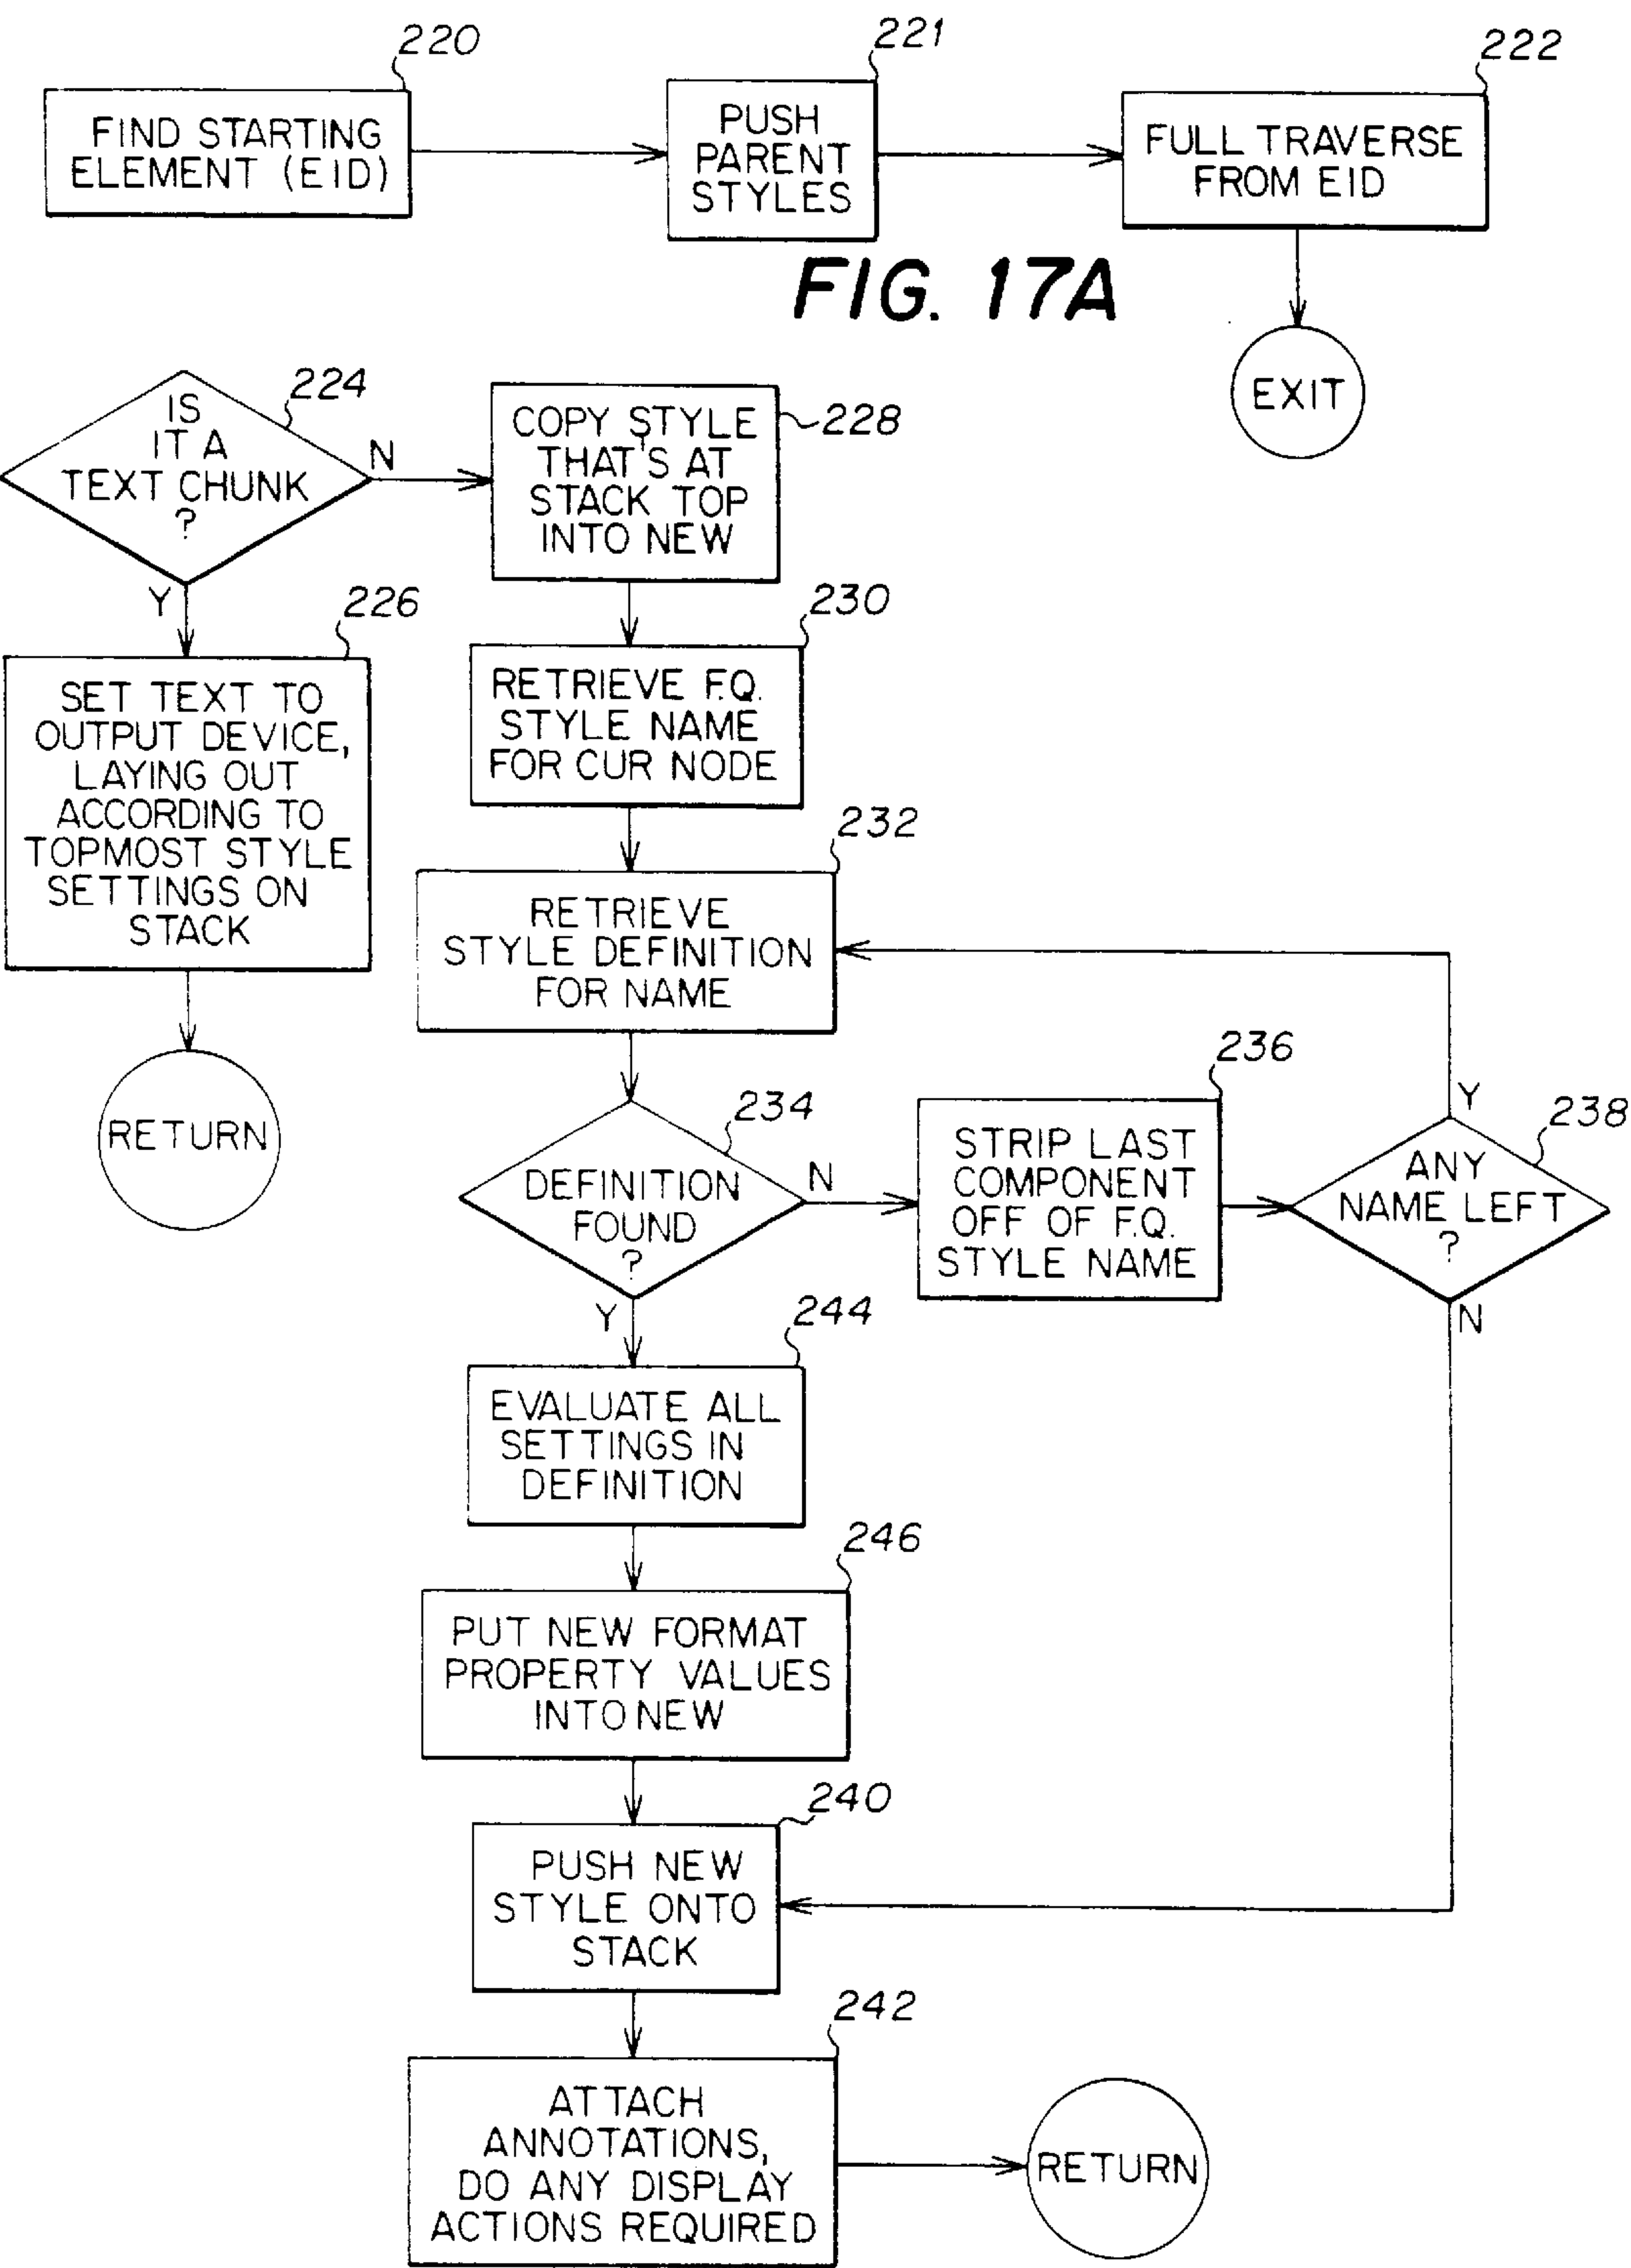 220
FIND STARTING
ELEMENT (EID)
221
PUSH
PARENT
STYLES
222
FULL TRAVERSE
FROM EID
FIG. 17A
EXIT
224
IS
IT A
TEXT CHUNK
?
N
Y
228
COPY STYLE
THAT'S AT
STACK TOP
INTO NEW
226
SET TEXT TO
OUTPUT DEVICE,
LAYING OUT
ACCORDING TO
TOPMOST STYLE
SETTINGS ON
STACK
RETURN
230
RETRIEVE F.Q.
STYLE NAME
FOR CUR NODE
232
RETRIEVE
STYLE DEFINITION
FOR NAME
234
DEFINITION
FOUND
?
N
Y
236
STRIP LAST
COMPONENT
OFF OF F.Q.
STYLE NAME
238
ANY
NAME LEFT
?
Y
N
244
EVALUATE ALL
SETTINGS IN
DEFINITION
246
PUT NEW FORMAT
PROPERTY VALUES
INTO NEW
240
PUSH NEW
STYLE ONTO
STACK
242
ATTACH
ANNOTATIONS,
DO ANY DISPLAY
ACTIONS REQUIRED
RETURN